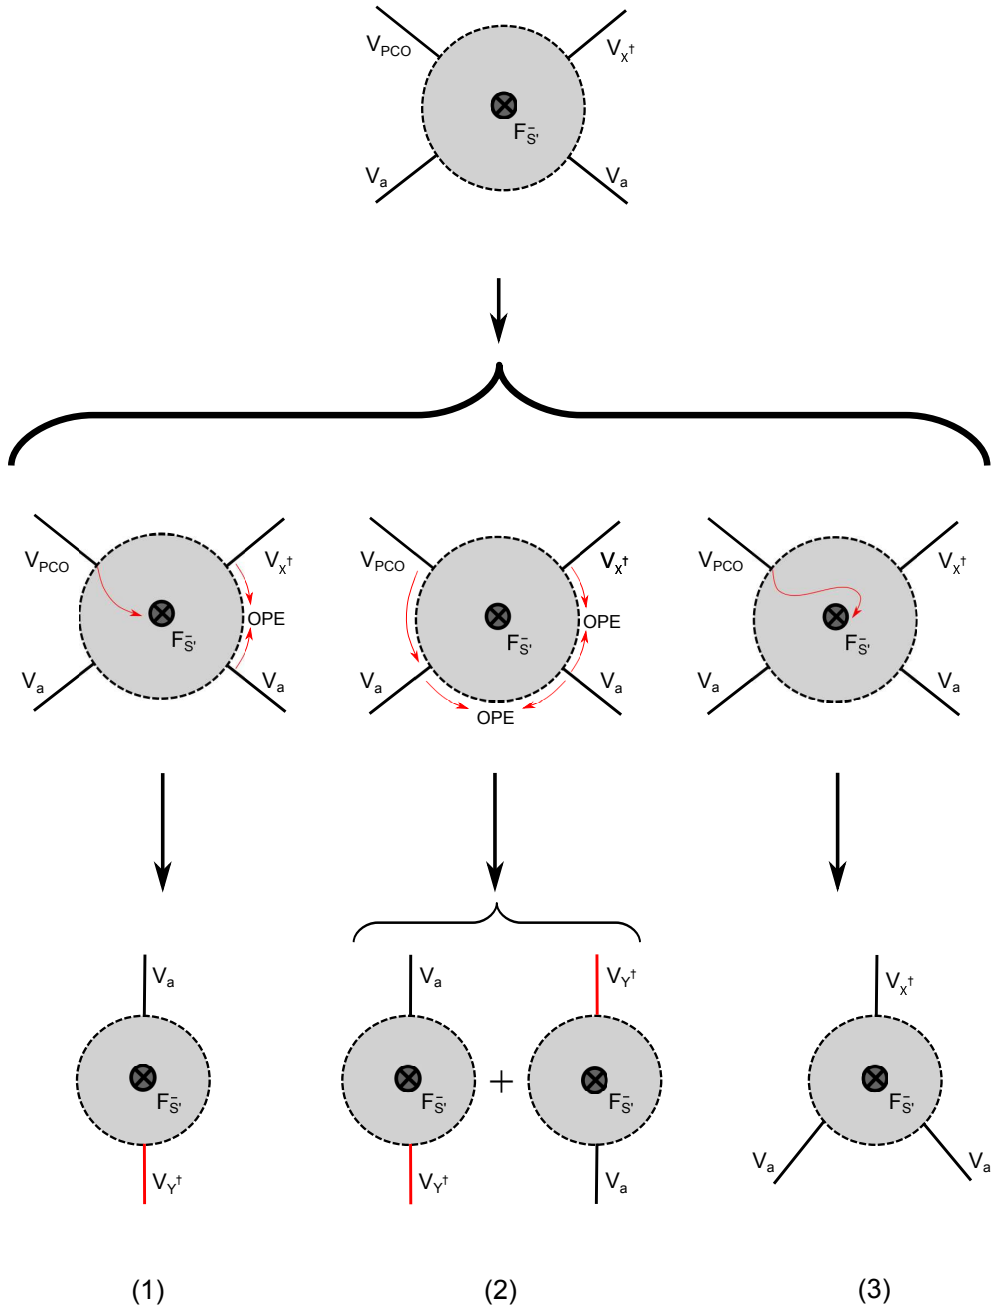 V_PCO V_X†
F_S̄'
V_a V_a
V_PCO V_X† V_PCO V_X† V_PCO V_X†
OPE OPE
F_S̄' F_S̄' F_S̄'
V_a V_a V_a V_a V_a V_a
OPE
V_a V_a V_Y† V_X†
F_S̄' + F_S̄' F_S̄'
F_S̄'
V_Y† V_Y† V_a V_a V_a
(1) (2) (3)